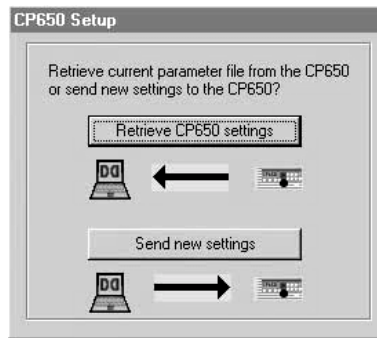 CP650 Setup
Retrieve current parameter file from the CP650
or send new settings to the CP650?
Retrieve CP650 settings
Send new settings